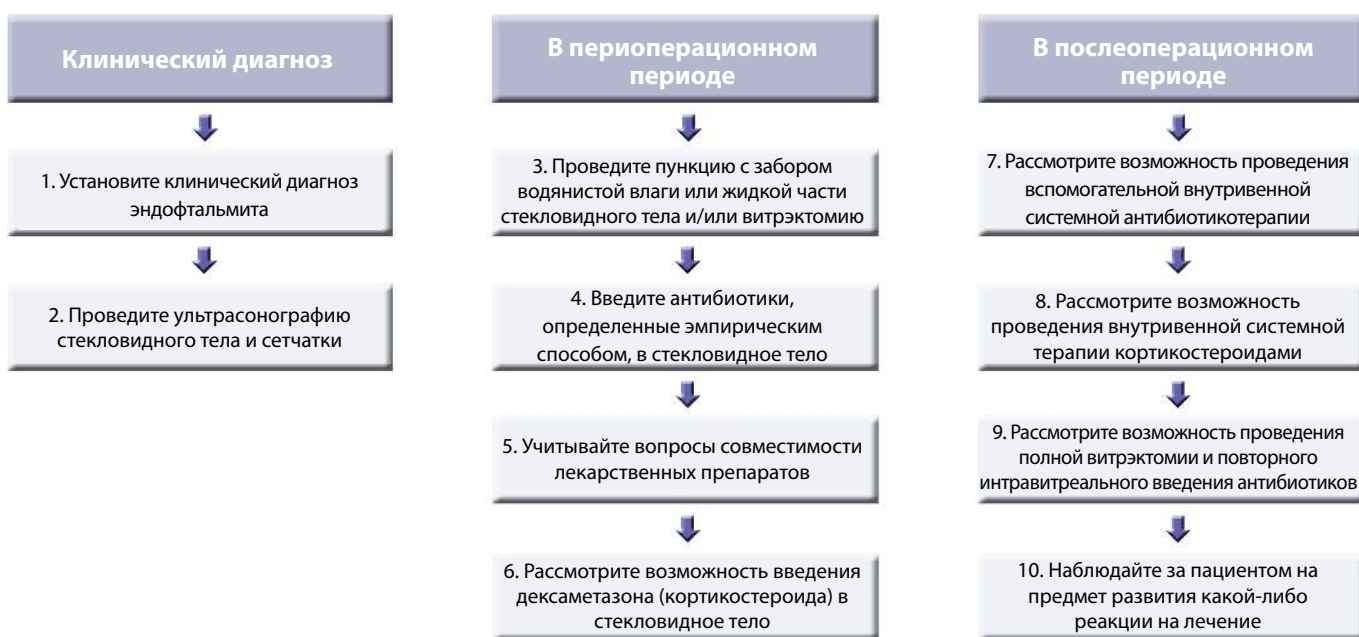 Клинический диагноз
1. Установите клинический диагноз
эндофтальмита
2. Проведите ультрасонографию
стекловидного тела и сетчатки
В периоперационном
периоде
3. Проведите пункцию с забором
водянистой влаги или жидкой части
стекловидного тела и/или витрэктомию
4. Введите антибиотики,
определенные эмпирическим
способом, в стекловидное тело
5. Учитывайте вопросы совместимости
лекарственных препаратов
6. Рассмотрите возможность введения
дексаметазона (кортикостероида) в
стекловидное тело
В послеоперационном
периоде
7. Рассмотрите возможность проведения
вспомогательной внутривенной
системной антибиотикотерапии
8. Рассмотрите возможность
проведения внутривенной системной
терапии кортикостероидами
9. Рассмотрите возможность проведения
полной витрэктомии и повторного
интравитреального введения антибиотиков
10. Наблюдайте за пациентом на
предмет развития какой-либо
реакции на лечение